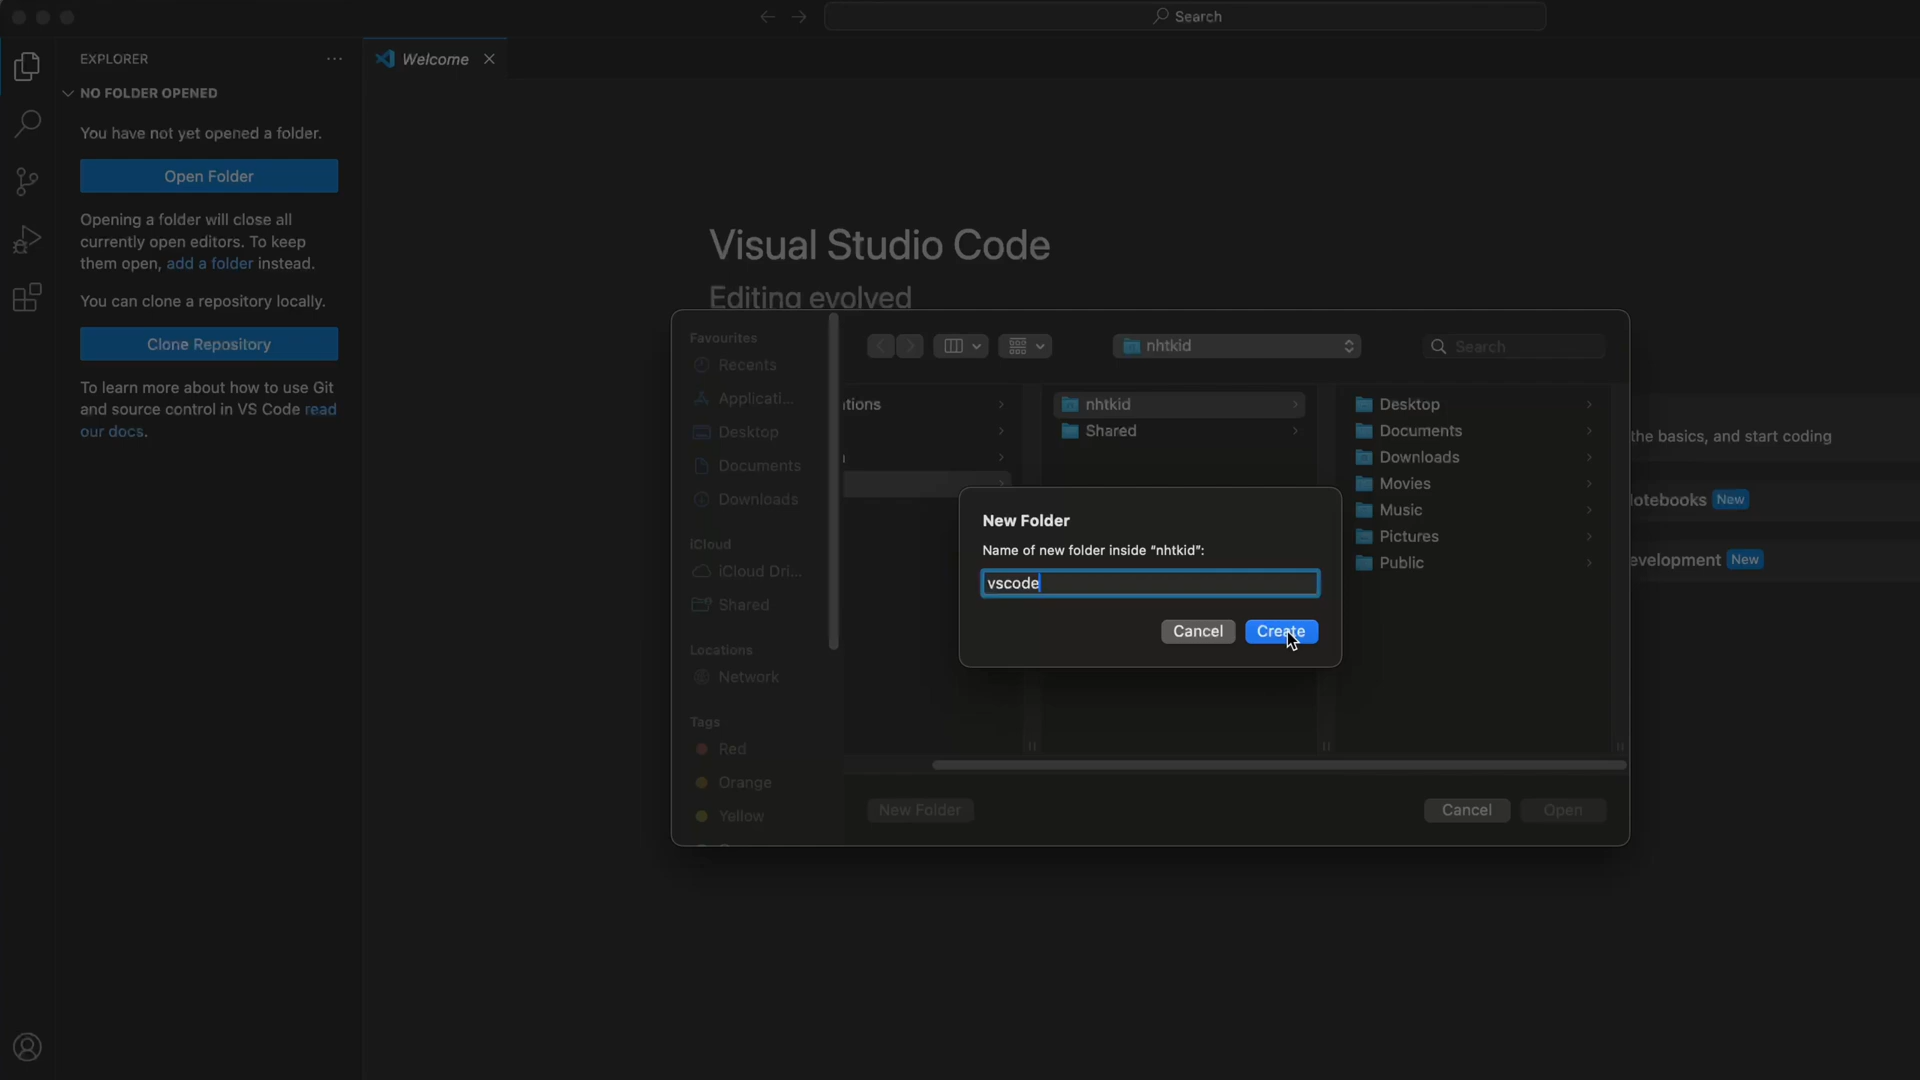 Search
EXPLORER
Welcome
NO FOLDER OPENED
You have not yet opened a folder.
Open Folder
Opening a folder will close all
currently open editors. To keep
them open, add a folder instead.
You can clone a repository locally.
Clone Repository
To learn more about how to use Git
and source control in VS Code read
our docs.
Visual Studio Code
Editing evolved
Favourites
Recents
Applicati...
Desktop
Documents
Downloads
iCloud
iCloud Dri...
Shared
Locations
Network
Tags
Red
Orange
Yellow
nhtkid
Search
tions
nhtkid
Shared
Desktop
Documents
Downloads
Movies
Music
Pictures
Public
New Folder
Name of new folder inside “nhtkid”:
vscode
Cancel
Create
New Folder
Cancel
Open
the basics, and start coding
lotebooks New
evelopment New